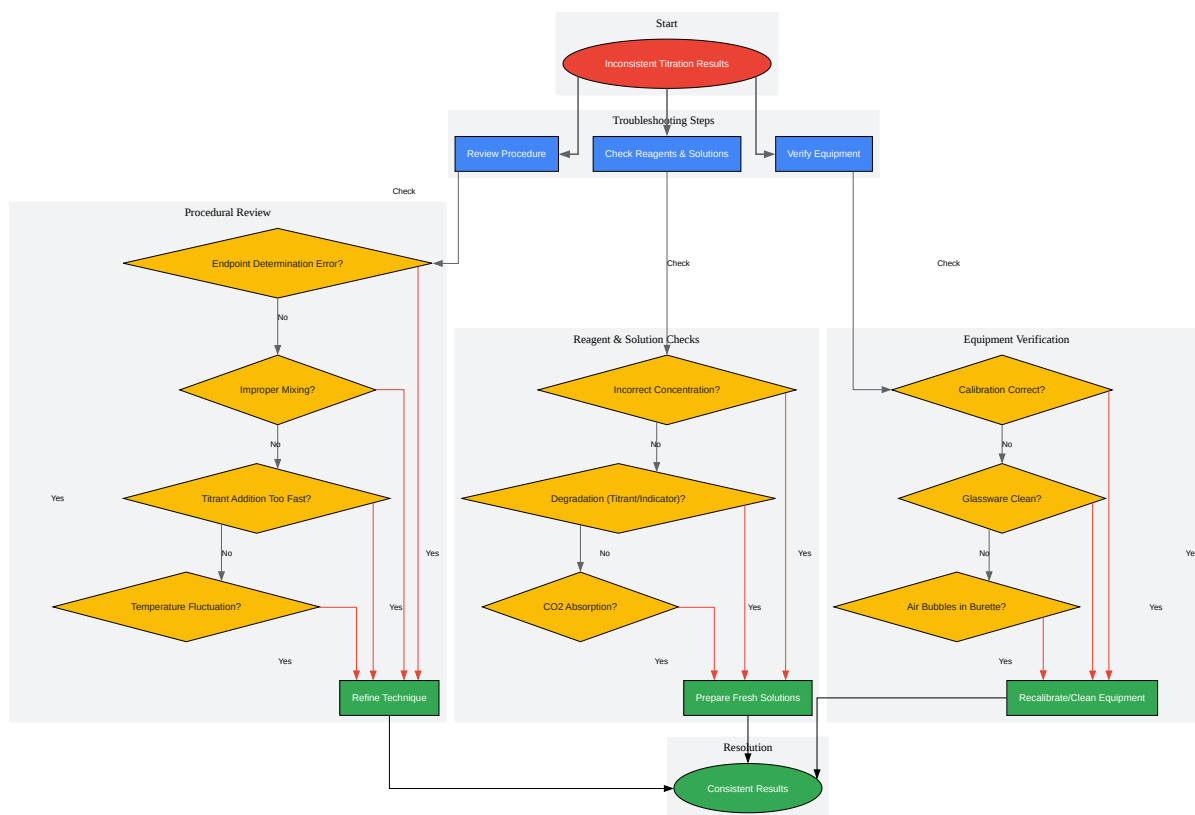 Start
Inconsistent Titration Results
Troubleshooting Steps
Review Procedure
Check Reagents & Solutions
Verify Equipment
Check
Procedural Review
Endpoint Determination Error?
Check
Check
No
Reagent & Solution Checks
Equipment Verification
Improper Mixing?
Incorrect Concentration?
Calibration Correct?
No
No
No
Yes
Titrant Addition Too Fast?
Degradation (Titrant/Indicator)?
Glassware Clean?
No
Yes
No
Yes
No
Ye
Temperature Fluctuation?
Yes
CO2 Absorption?
Yes
Air Bubbles in Burette?
Yes
Yes
Yes
Yes
Refine Technique
Prepare Fresh Solutions
Recalibrate/Clean Equipment
Resolution
Consistent Results